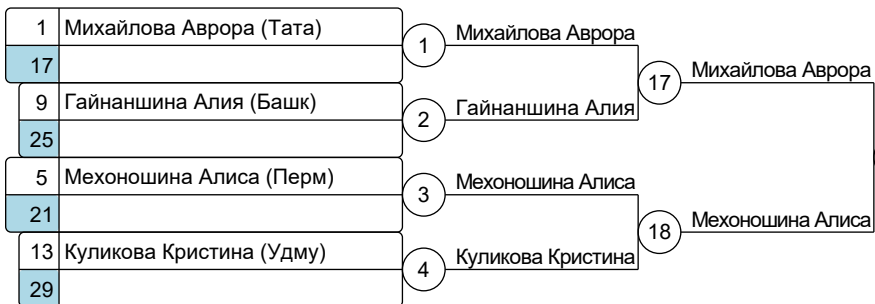 1 Михайлова Аврора (Тата)
17
1 Михайлова Аврора
9 Гайнаншина Алия (Башк)
25
2 Гайнаншина Алия
17 Михайлова Аврора
5 Мехоношина Алиса (Перм)
21
3 Мехоношина Алиса
13 Куликова Кристина (Удму)
29
4 Куликова Кристина
18 Мехоношина Алиса